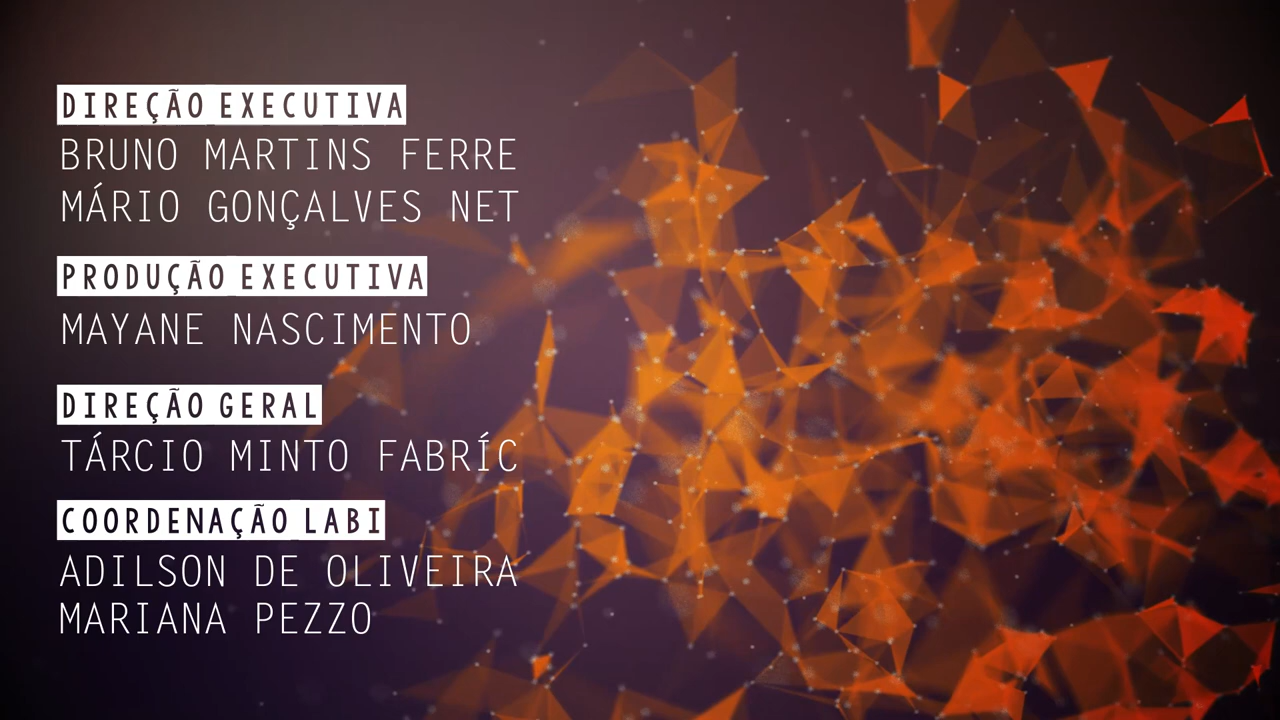 DIREÇÃO EXECUTIVA
BRUNO MARTINS FERRE
MÁRIO GONÇALVES NET
PRODUÇÃO EXECUTIVA
MAYANE NASCIMENTO
DIREÇÃO GERAL
TÁRCIO MINTO FABRÍC
COORDENAÇÃO LABI
ADILSON DE OLIVEIRA
MARIANA PEZZO